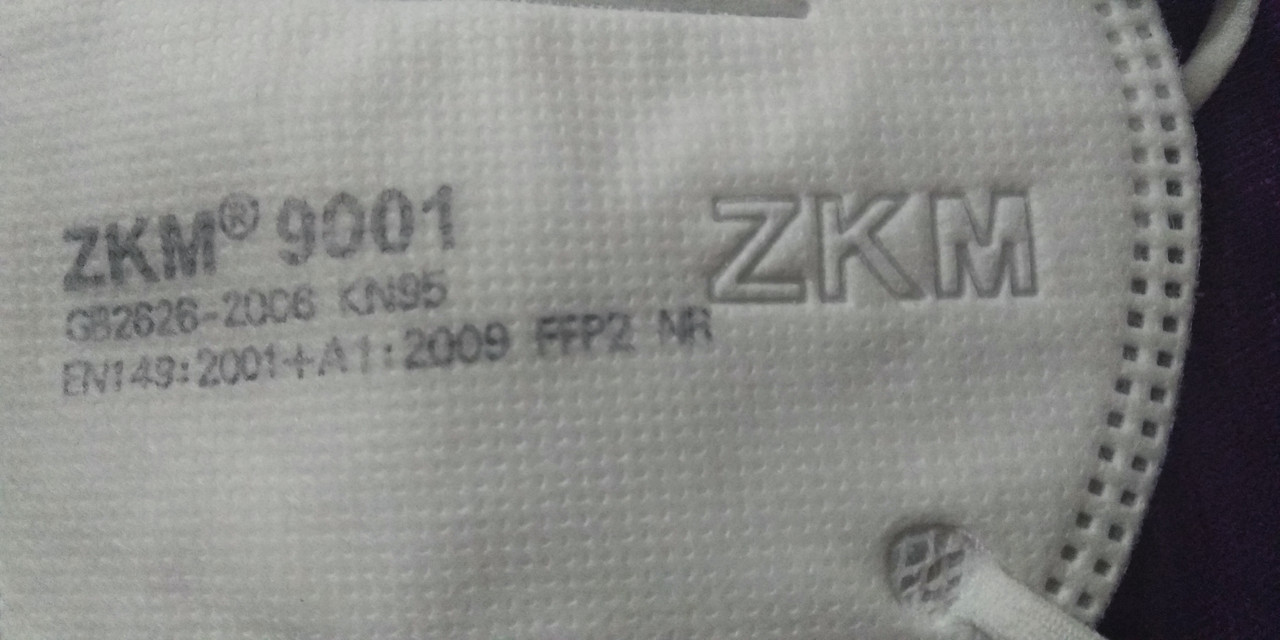 ZKM® 9001
GB2626-2006 KN95
EN149:2001+A1:2009 FFP2 NR
ZKM